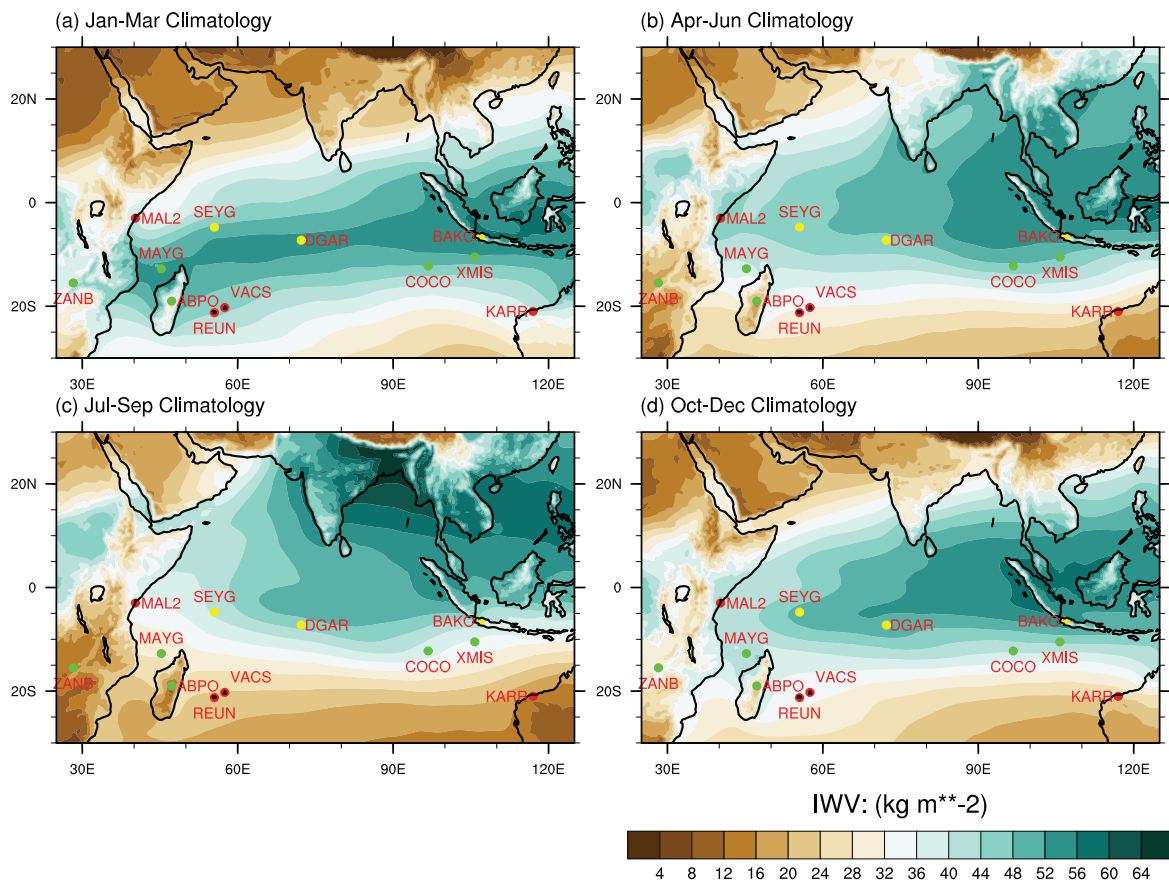 (a) Jan-Mar Climatology
(b) Apr-Jun Climatology
20N
0
20S
MAL2
SEYG
MAYG
DGAR
BAKO
ZANB
ABPO
VACS
REUN
COCO
XMIS
KARR
30E 60E 90E 120E
20N
0
20S
MAL2
SEYG
MAYG
DGAR
BAKO
ZANB
ABPO
VACS
REUN
COCO
XMIS
KARR
30E 60E 90E 120E
(c) Jul-Sep Climatology
(d) Oct-Dec Climatology
20N
0
20S
MAL2
SEYG
MAYG
DGAR
BAKO
ZANB
ABPO
VACS
REUN
COCO
XMIS
KARR
30E 60E 90E 120E
20N
0
20S
MAL2
SEYG
MAYG
DGAR
BAKO
ZANB
ABPO
VACS
REUN
COCO
XMIS
KARR
30E 60E 90E 120E
IWV: (kg m**-2)
4 8 12 16 20 24 28 32 36 40 44 48 52 56 60 64